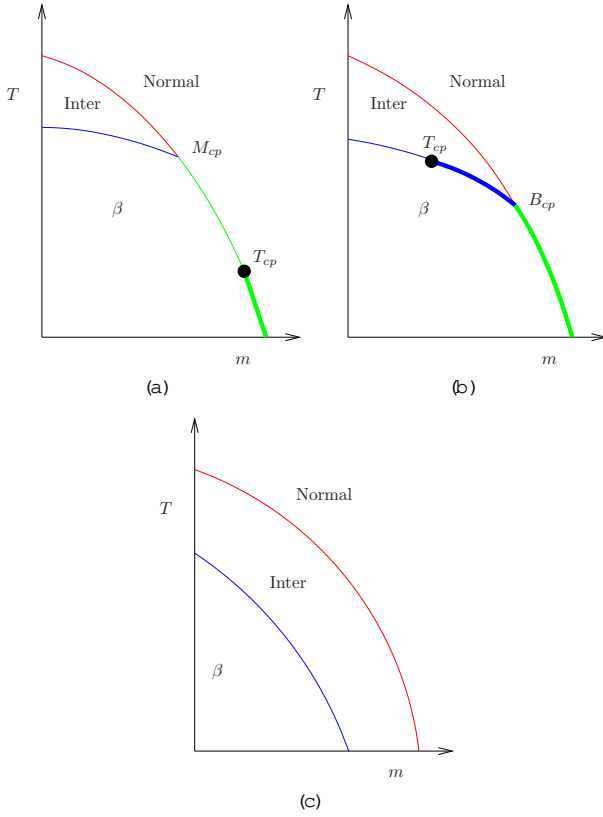 T
Normal
Inter
M_cp
β
T_cp
m
(a)
T
Normal
Inter
T_cp
B_cp
β
m
(b)
T
Normal
Inter
β
m
(c)